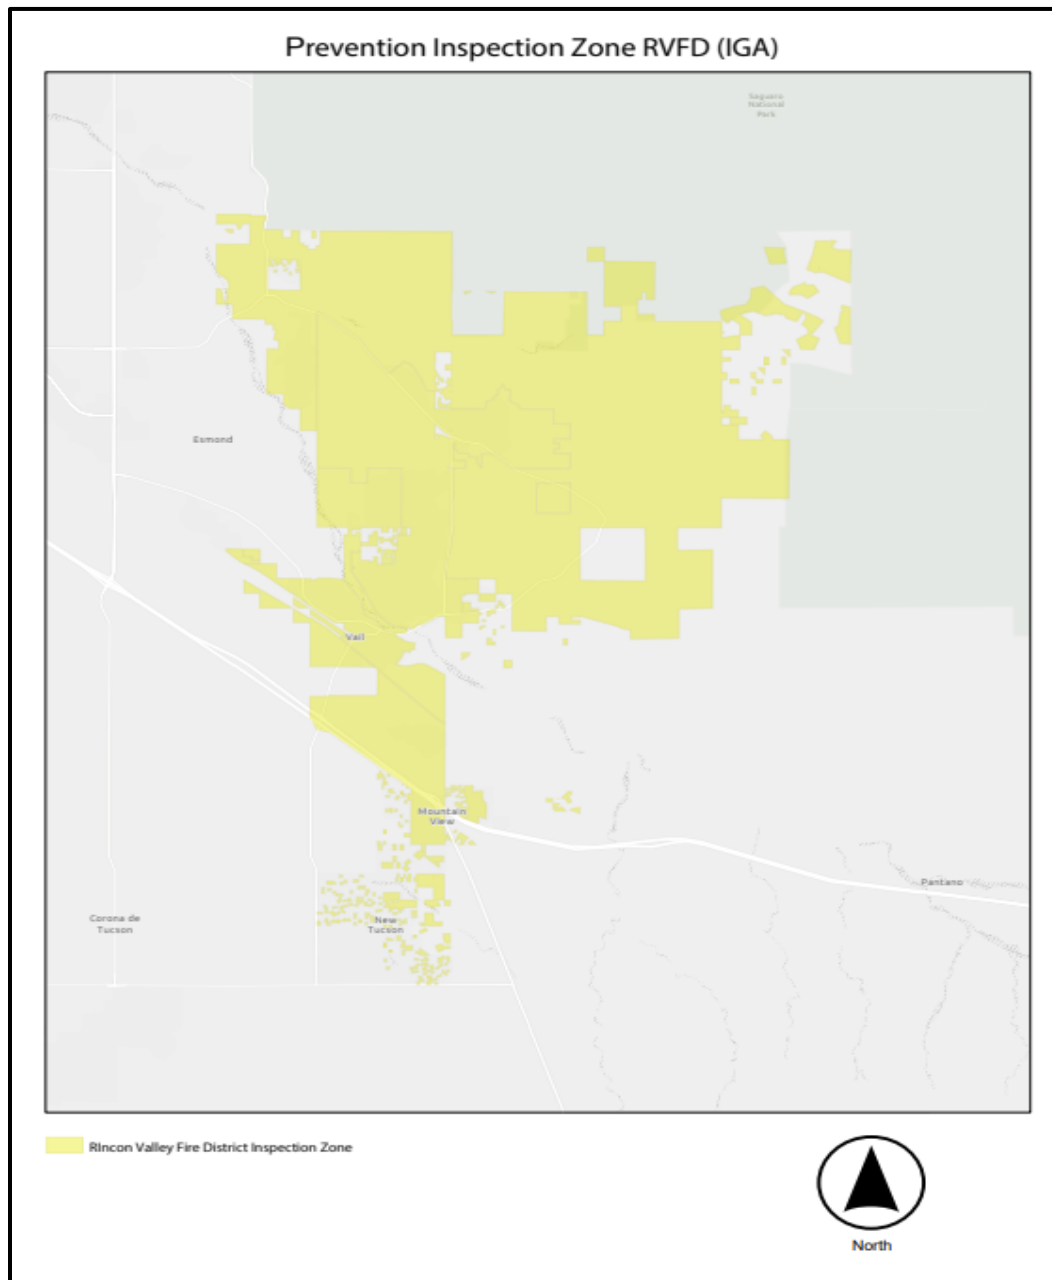 Prevention Inspection Zone RVFD (IGA)
Saguaro
National
Park
Esmond
Vail
Mountain
View
Pantano
Corona de
Tucson
New
Tucson
RIncon Valley Fire District Inspection Zone
North